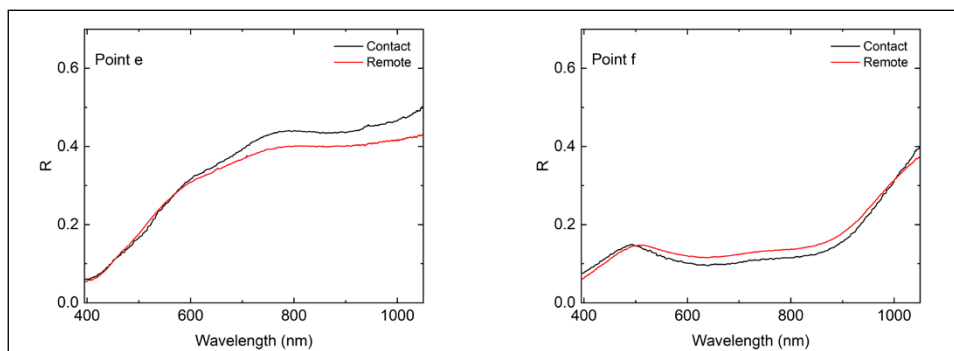 Point e
Contact
Remote
R
0.6
0.4
0.2
0.0
400
600
800
1000
Wavelength (nm)
Point f
Contact
Remote
R
0.6
0.4
0.2
0.0
400
600
800
1000
Wavelength (nm)